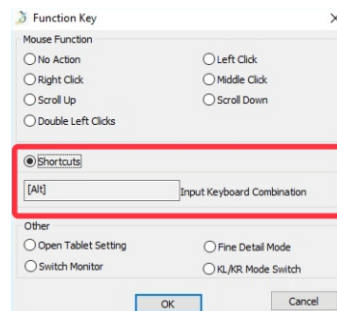 Function Key
Mouse Function
No Action Left Click
Right Click Middle Click
Scroll Up Scroll Down
Double Left Clicks
Shortcuts
[Alt] Input Keyboard Combination
Other
Open Tablet Setting Fine Detail Mode
Switch Monitor KL/KR Mode Switch
OK Cancel